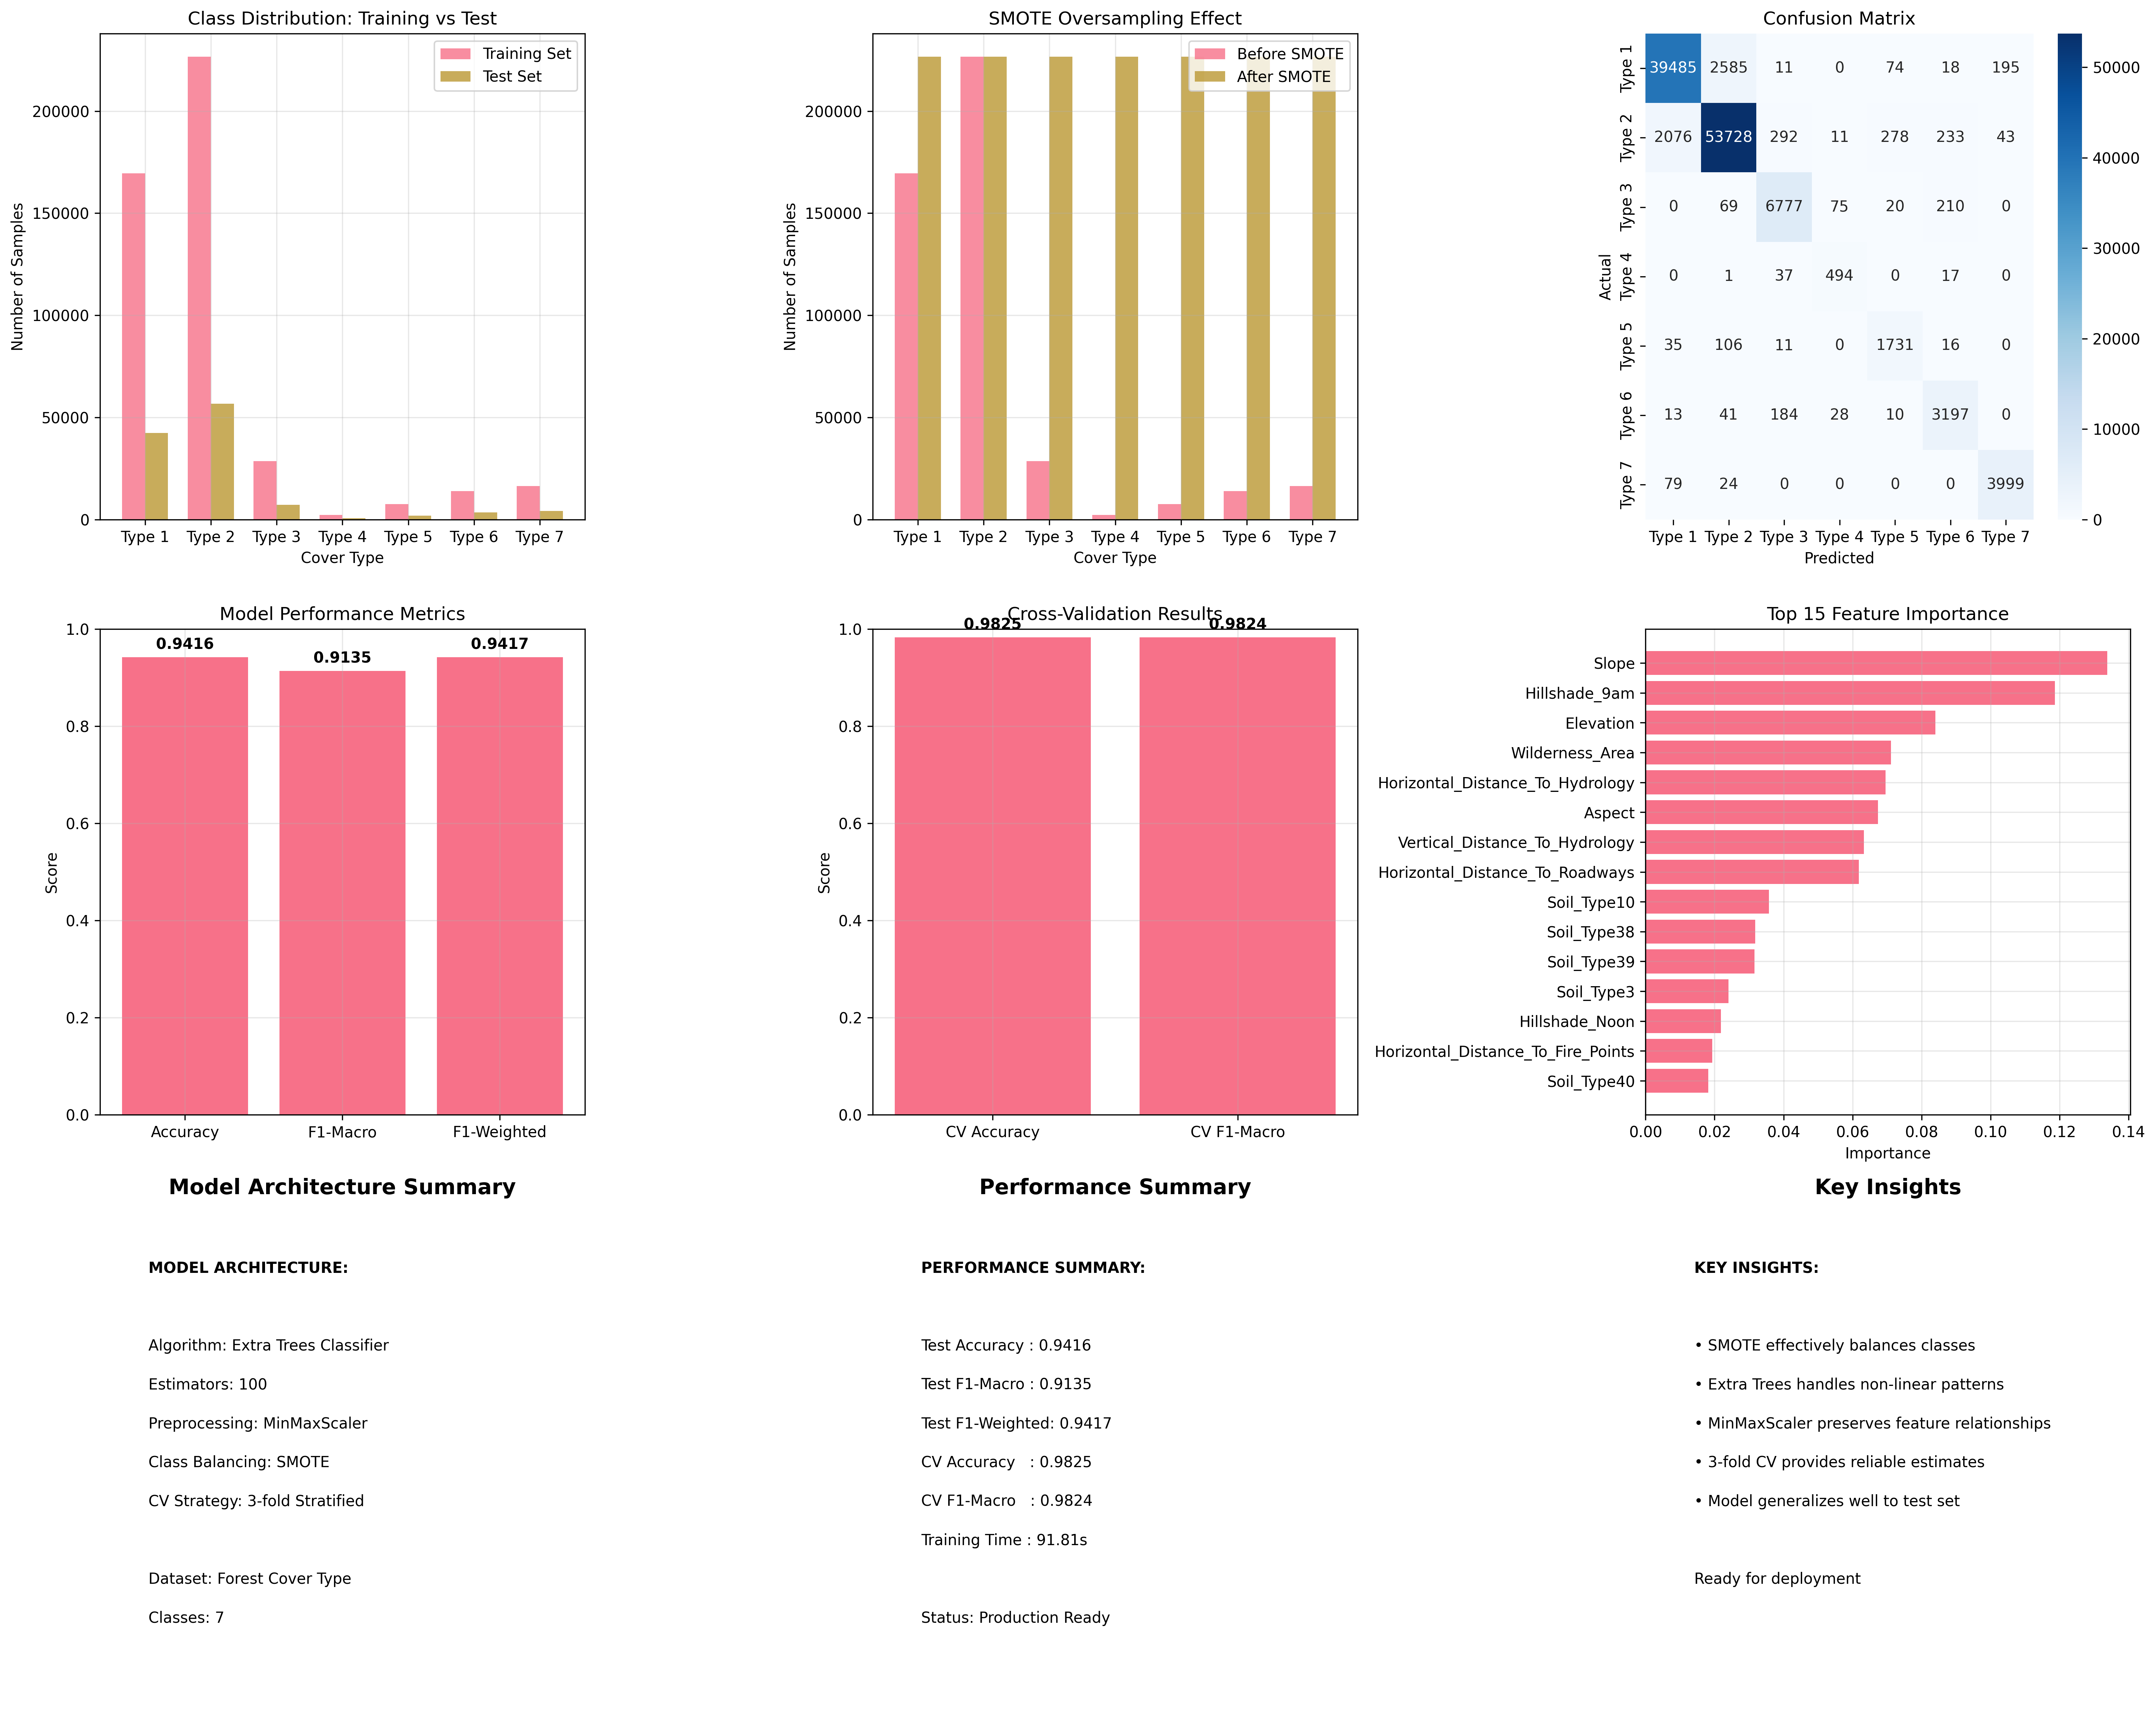 Class Distribution: Training vs Test
Training Set
Test Set
Number of Samples
200000
150000
100000
50000
0
Type 1 Type 2 Type 3 Type 4 Type 5 Type 6 Type 7
Cover Type
SMOTE Oversampling Effect
Before SMOTE
After SMOTE
Number of Samples
200000
150000
100000
50000
0
Type 1 Type 2 Type 3 Type 4 Type 5 Type 6 Type 7
Cover Type
Confusion Matrix
Actual
Type 1 39485 2585 11 0 74 18 195
Type 2 2076 53728 292 11 278 233 43
Type 3 0 69 6777 75 20 210 0
Type 4 0 1 37 494 0 17 0
Type 5 35 106 11 0 1731 16 0
Type 6 13 41 184 28 10 3197 0
Type 7 79 24 0 0 0 0 3999
Type 1 Type 2 Type 3 Type 4 Type 5 Type 6 Type 7
Predicted
50000
40000
30000
20000
10000
0
Model Performance Metrics
0.9416 0.9135 0.9417
Score
1.0
0.8
0.6
0.4
0.2
0.0
Accuracy F1-Macro F1-Weighted
Cross-Validation Results
0.9825 0.9824
Score
1.0
0.8
0.6
0.4
0.2
0.0
CV Accuracy CV F1-Macro
Top 15 Feature Importance
Slope
Hillshade_9am
Elevation
Wilderness_Area
Horizontal_Distance_To_Hydrology
Aspect
Vertical_Distance_To_Hydrology
Horizontal_Distance_To_Roadways
Soil_Type10
Soil_Type38
Soil_Type39
Soil_Type3
Hillshade_Noon
Horizontal_Distance_To_Fire_Points
Soil_Type40
0.00 0.02 0.04 0.06 0.08 0.10 0.12 0.14
Importance
Model Architecture Summary
MODEL ARCHITECTURE:
Algorithm: Extra Trees Classifier
Estimators: 100
Preprocessing: MinMaxScaler
Class Balancing: SMOTE
CV Strategy: 3-fold Stratified
Dataset: Forest Cover Type
Classes: 7
Performance Summary
PERFORMANCE SUMMARY:
Test Accuracy : 0.9416
Test F1-Macro : 0.9135
Test F1-Weighted: 0.9417
CV Accuracy : 0.9825
CV F1-Macro : 0.9824
Training Time : 91.81s
Status: Production Ready
Key Insights
KEY INSIGHTS:
• SMOTE effectively balances classes
• Extra Trees handles non-linear patterns
• MinMaxScaler preserves feature relationships
• 3-fold CV provides reliable estimates
• Model generalizes well to test set
Ready for deployment